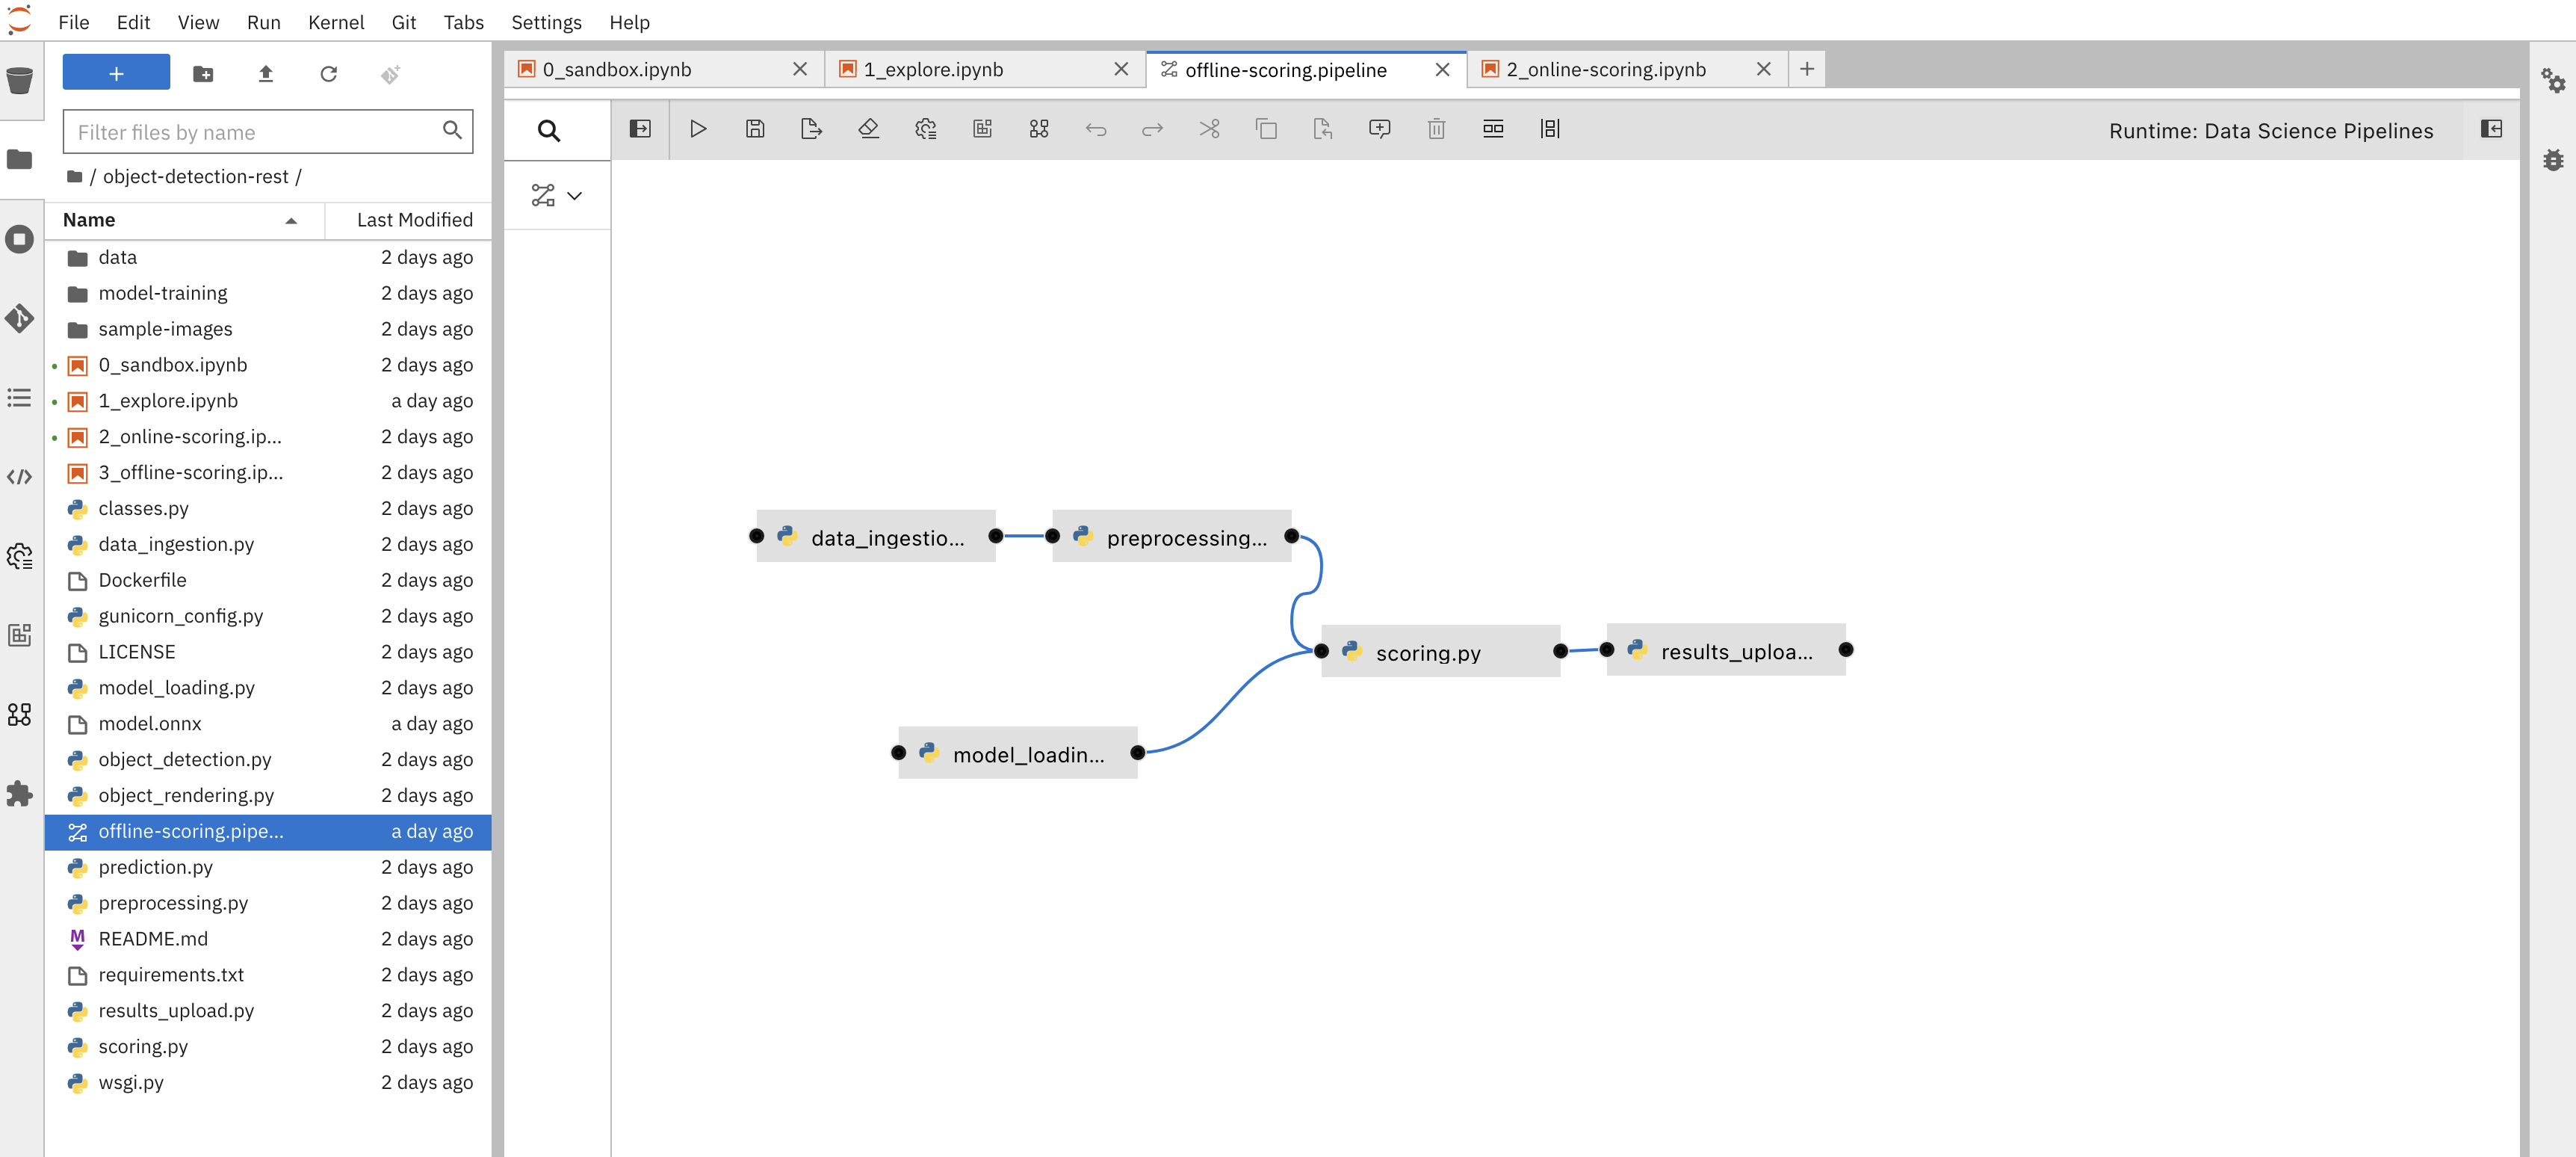 File Edit View Run Kernel Git Tabs Settings Help
0_sandbox.ipynb 1_explore.ipynb offline-scoring.pipeline 2_online-scoring.ipynb
Filter files by name
Runtime: Data Science Pipelines
/ object-detection-rest /
Name Last Modified
data 2 days ago
model-training 2 days ago
sample-images 2 days ago
0_sandbox.ipynb 2 days ago
1_explore.ipynb a day ago
2_online-scoring.ip... 2 days ago
3_offline-scoring.ip... 2 days ago
classes.py 2 days ago
data_ingestion.py 2 days ago
Dockerfile 2 days ago
gunicorn_config.py 2 days ago
LICENSE 2 days ago
model_loading.py 2 days ago
model.onnx a day ago
object_detection.py 2 days ago
object_rendering.py 2 days ago
offline-scoring.pipe... a day ago
prediction.py 2 days ago
preprocessing.py 2 days ago
M README.md 2 days ago
requirements.txt 2 days ago
results_upload.py 2 days ago
scoring.py 2 days ago
wsgi.py 2 days ago
data_ingestio... preprocessing...
scoring.py results_uploa...
model_loadin...